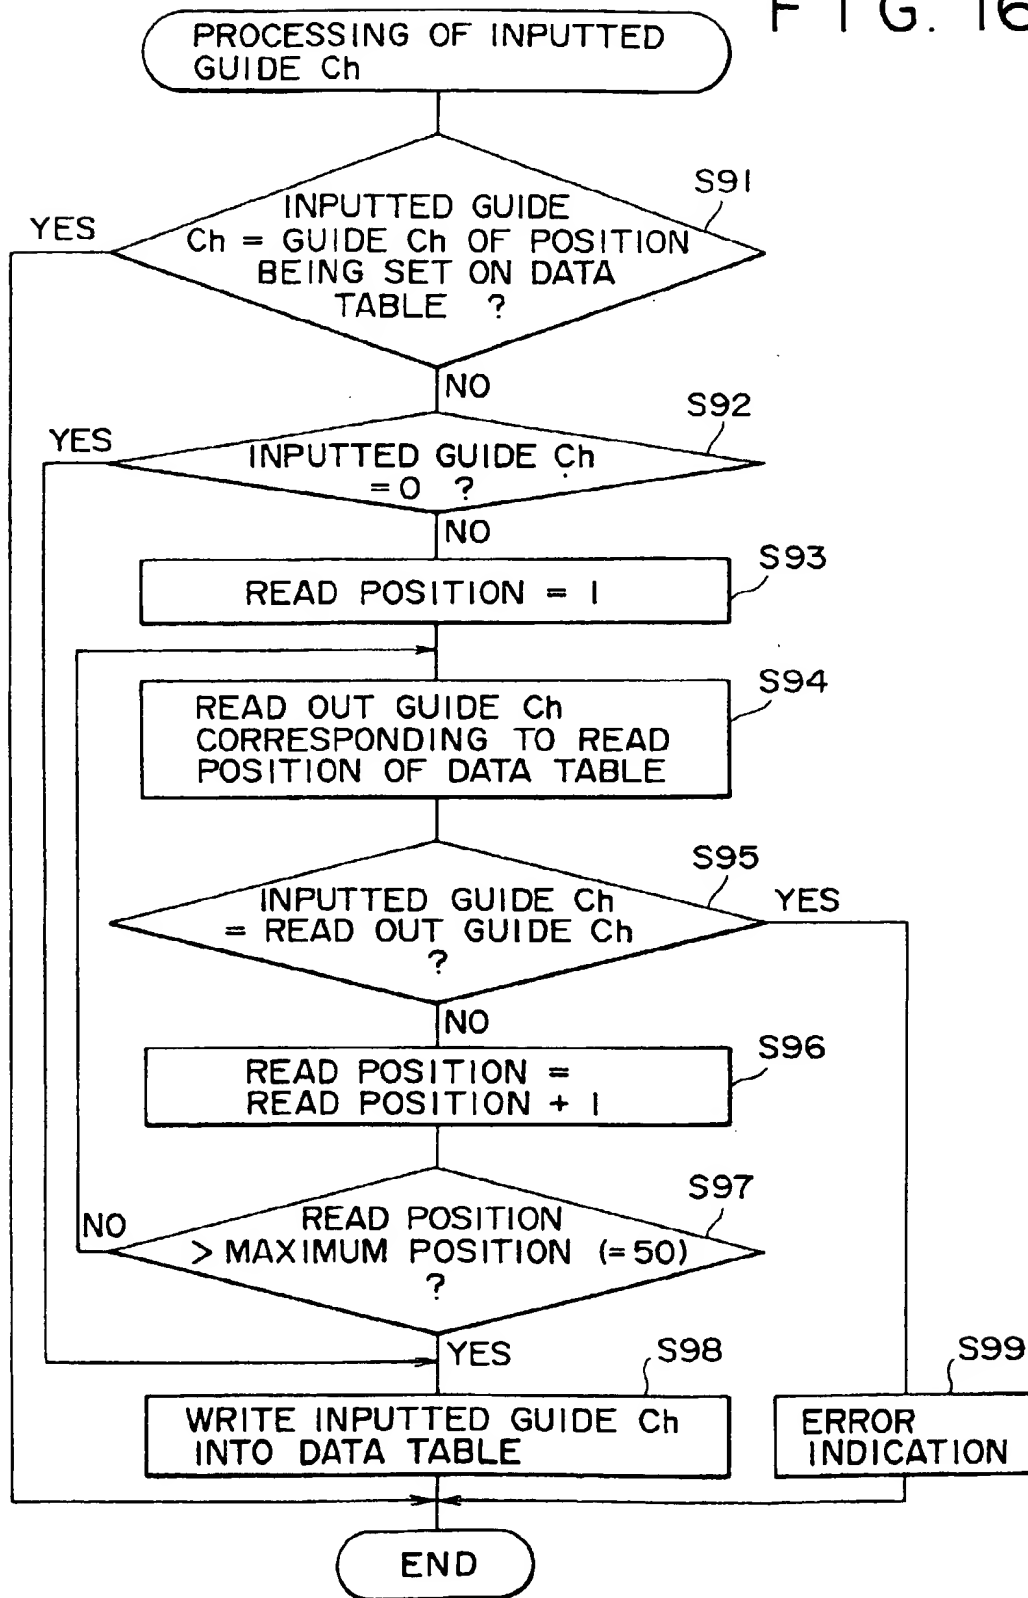 F I G. 16
PROCESSING OF INPUTTED
GUIDE Ch
S91
INPUTTED GUIDE
Ch = GUIDE Ch OF POSITION
BEING SET ON DATA
TABLE ?
YES
NO
S92
YES
INPUTTED GUIDE Ch
=0 ?
NO
S93
READ POSITION = 1
S94
READ OUT GUIDE Ch
CORRESPONDING TO READ
POSITION OF DATA TABLE
S95
INPUTTED GUIDE Ch
= READ OUT GUIDE Ch
?
YES
NO
S96
READ POSITION =
READ POSITION + 1
S97
NO
READ POSITION
> MAXIMUM POSITION (=50)
?
YES
S98
S99
WRITE INPUTTED GUIDE Ch
INTO DATA TABLE
ERROR
INDICATION
END